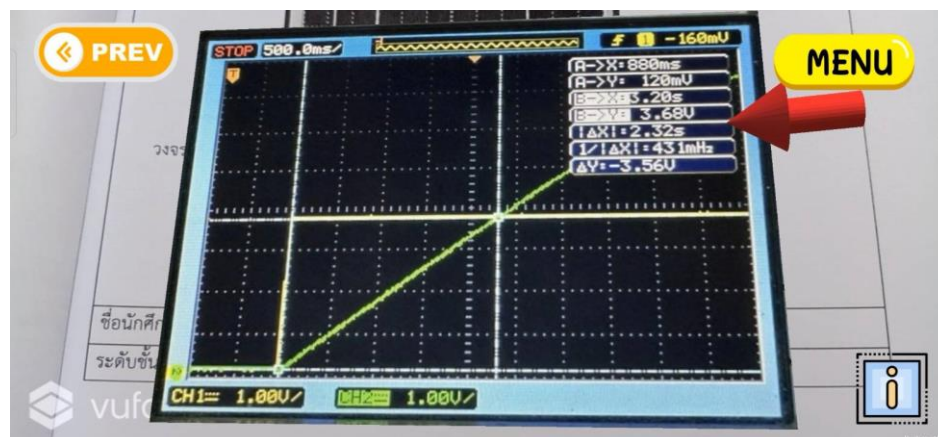 PREV
MENU
STOP 500.0ms/
1 -160mV
T
A->X=880ms
A->Y= 120mV
B->X=3.20s
B->Y= 3.68V
|ΔX|=2.32s
1/|ΔX|=431mHz
ΔY=-3.56V
วงจร
ชื่อนักศึก
ระดับชั้น
CH1 1.00V/
CH2 1.00V/
vufo
i